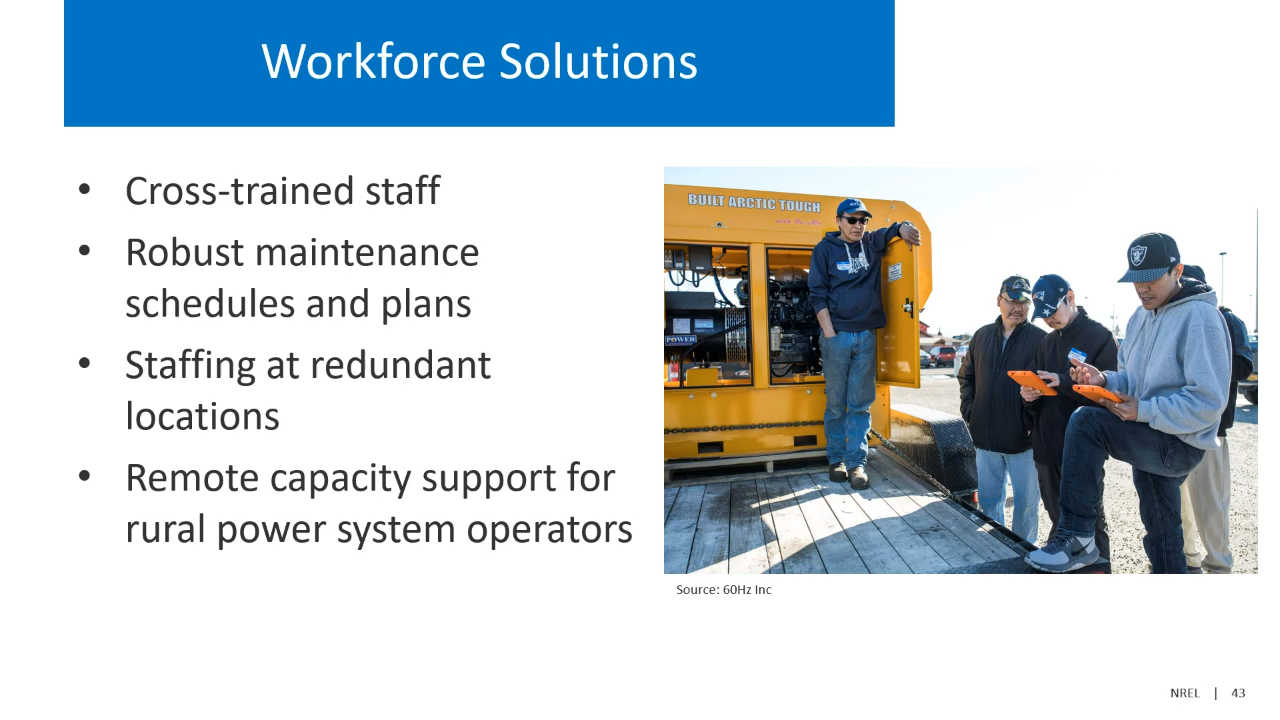 Workforce Solutions
• Cross-trained staff
• Robust maintenance
schedules and plans
• Staffing at redundant
locations
• Remote capacity support for
rural power system operators
BUILT ARCTIC TOUGH
POWER
Source: 60Hz Inc
NREL | 43